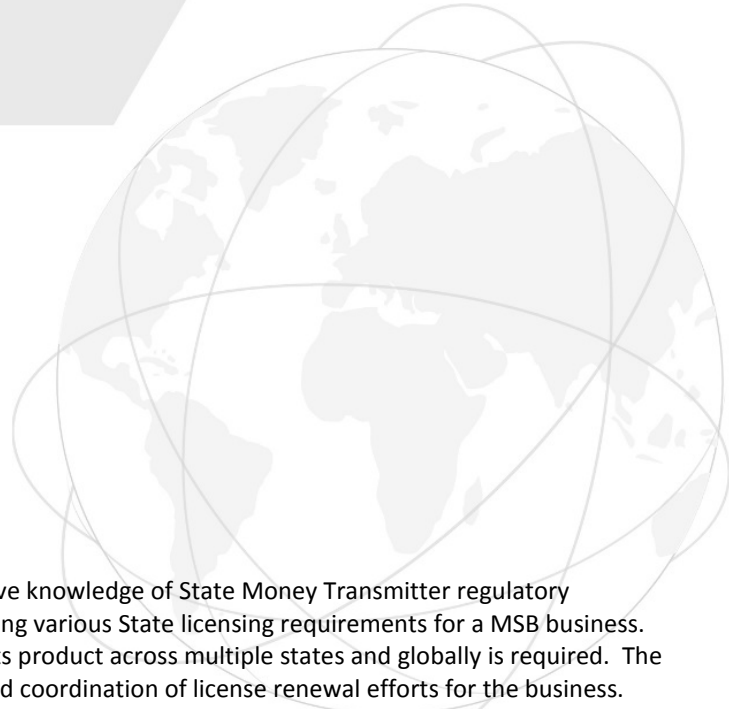 ve knowledge of State Money Transmitter regulatory
ng various State licensing requirements for a MSB business.
ts product across multiple states and globally is required. The
d coordination of license renewal efforts for the business.